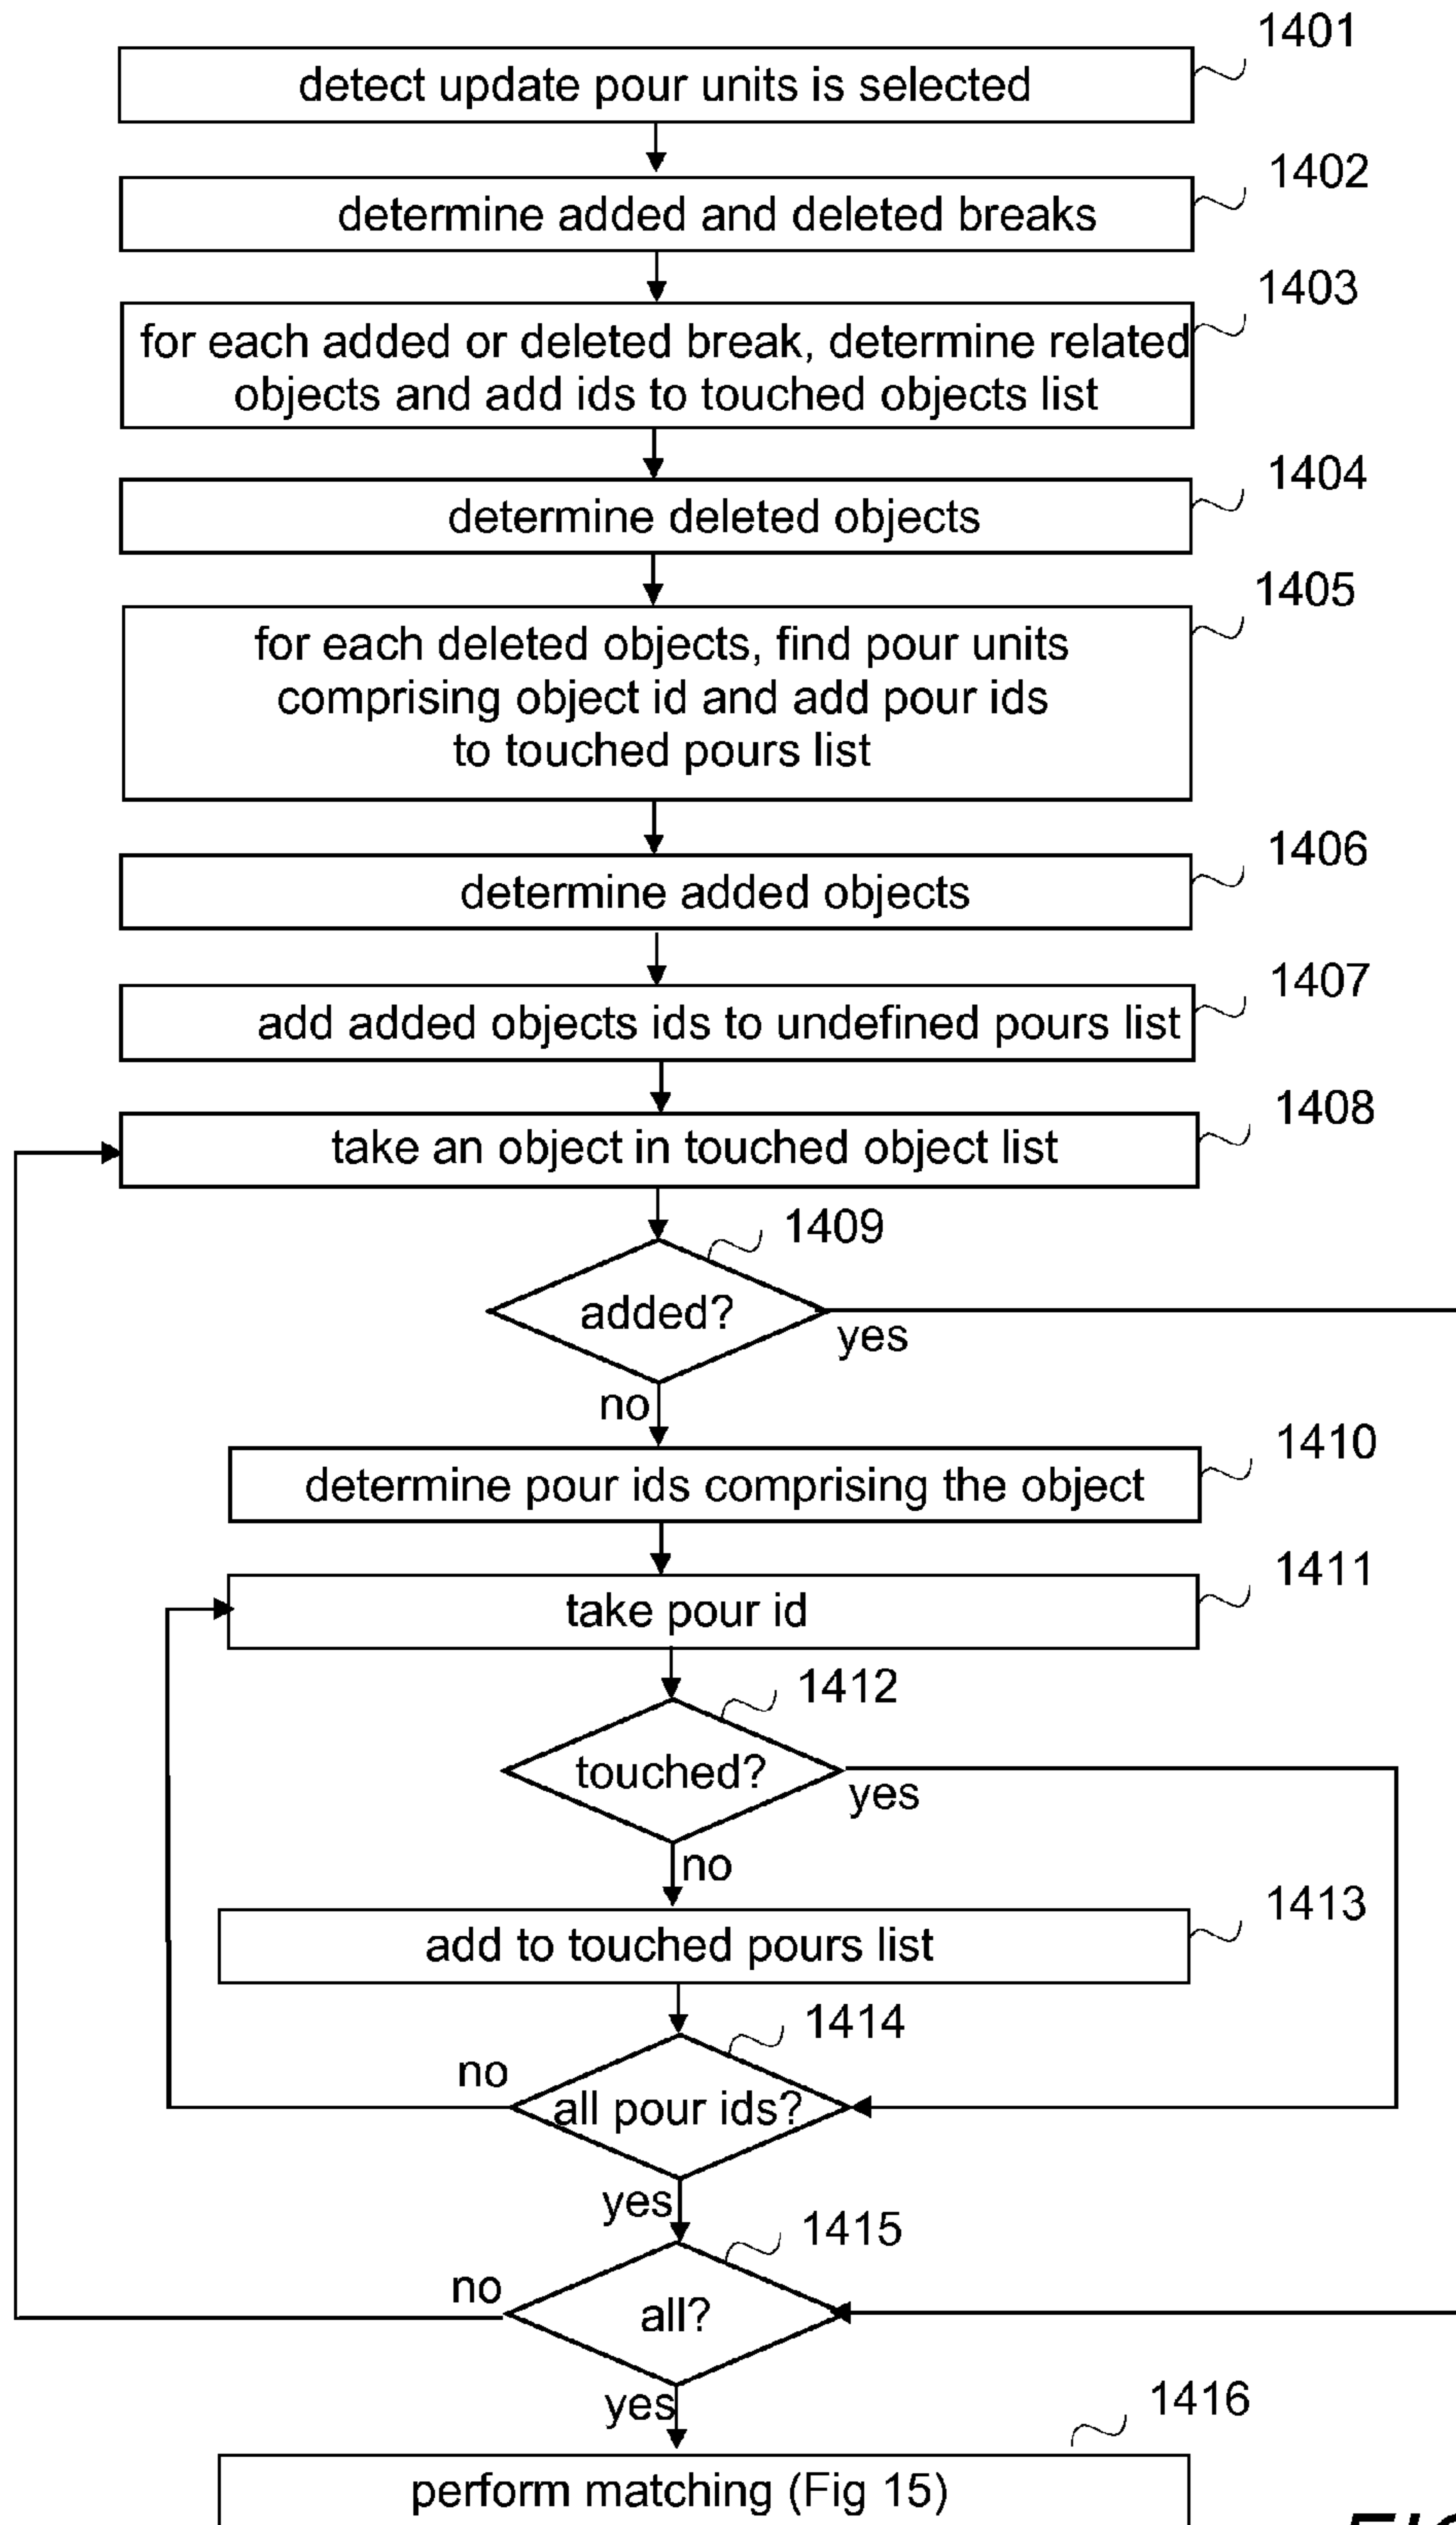 1401
detect update pour units is selected
1402
determine added and deleted breaks
1403
for each added or deleted break, determine related
objects and add ids to touched objects list
1404
determine deleted objects
1405
for each deleted objects, find pour units
comprising object id and add pour ids
to touched pours list
1406
determine added objects
1407
add added objects ids to undefined pours list
1408
take an object in touched object list
1409
added?
yes
no
1410
determine pour ids comprising the object
1411
take pour id
1412
touched?
yes
no
1413
add to touched pours list
1414
no
all pour ids?
yes
1415
no
all?
yes
1416
perform matching (Fig 15)